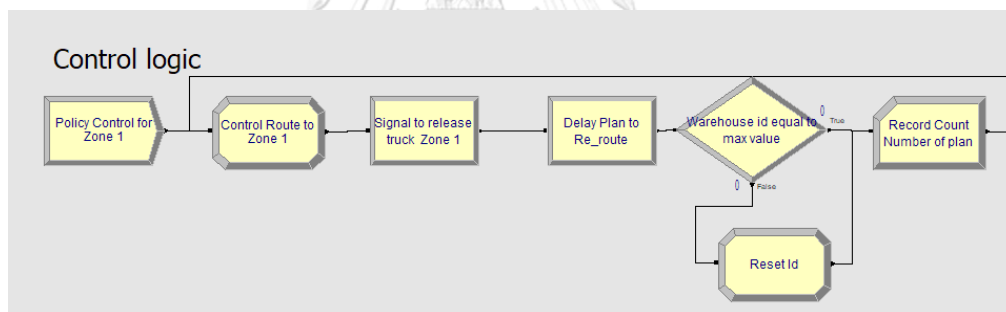 Control logic
Policy Control for
Zone 1
Control Route to
Zone 1
Signal to release
truck Zone 1
Delay Plan to
Re_route
Warehouse id equal to
max value
0
True
0
False
Record Count
Number of plan
Reset Id